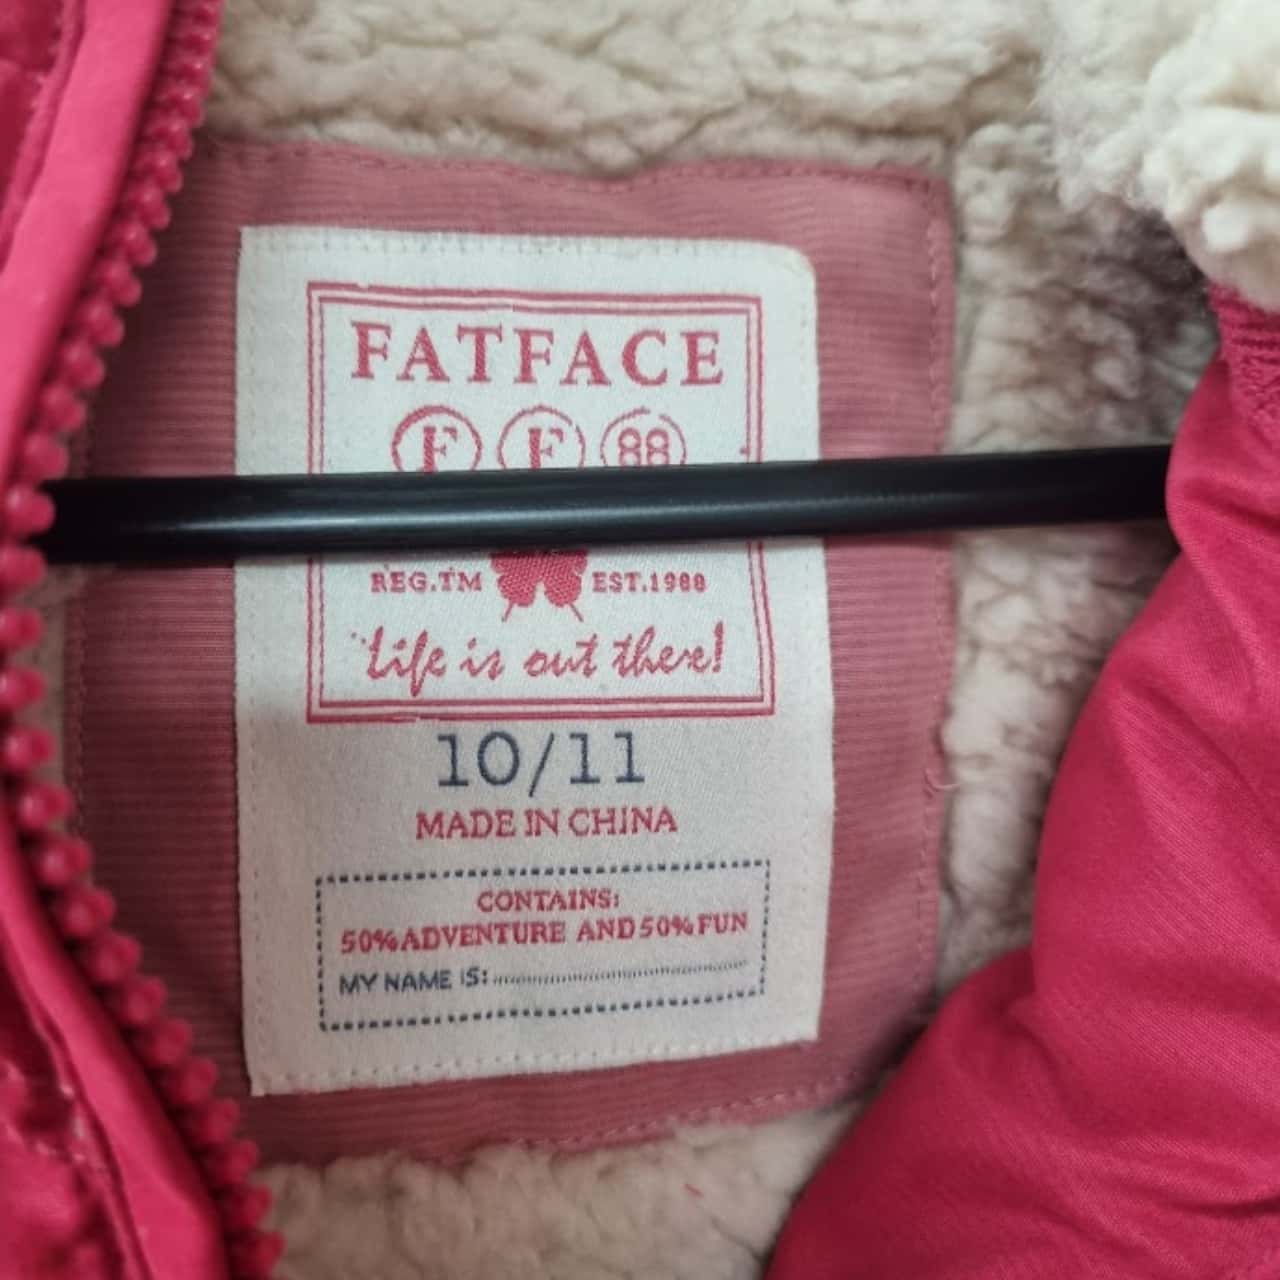 FATFACE
F F 88
REG.TM EST.1988
Life is out there!
10/11
MADE IN CHINA
CONTAINS:
50% ADVENTURE AND 50% FUN
MY NAME IS: